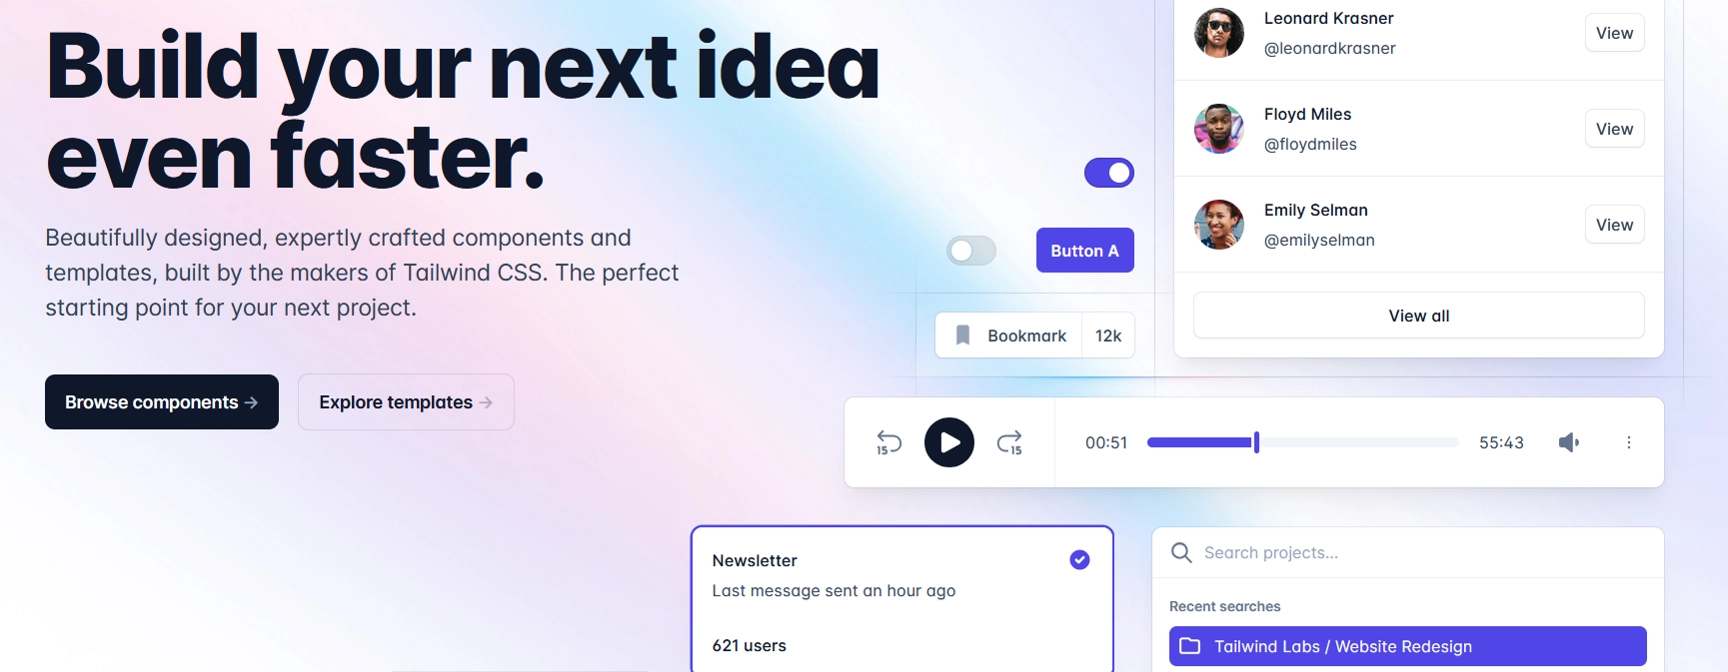 Build your next idea
even faster.
Beautifully designed, expertly crafted components and
templates, built by the makers of Tailwind CSS. The perfect
starting point for your next project.
Browse components →
Explore templates →
Leonard Krasner
@leonardkrasner
View
Floyd Miles
@floydmiles
View
Emily Selman
@emilyselman
View
View all
Button A
Bookmark
12k
15
15
00:51
55:43
Newsletter
Last message sent an hour ago
621 users
Search projects...
Recent searches
Tailwind Labs / Website Redesign